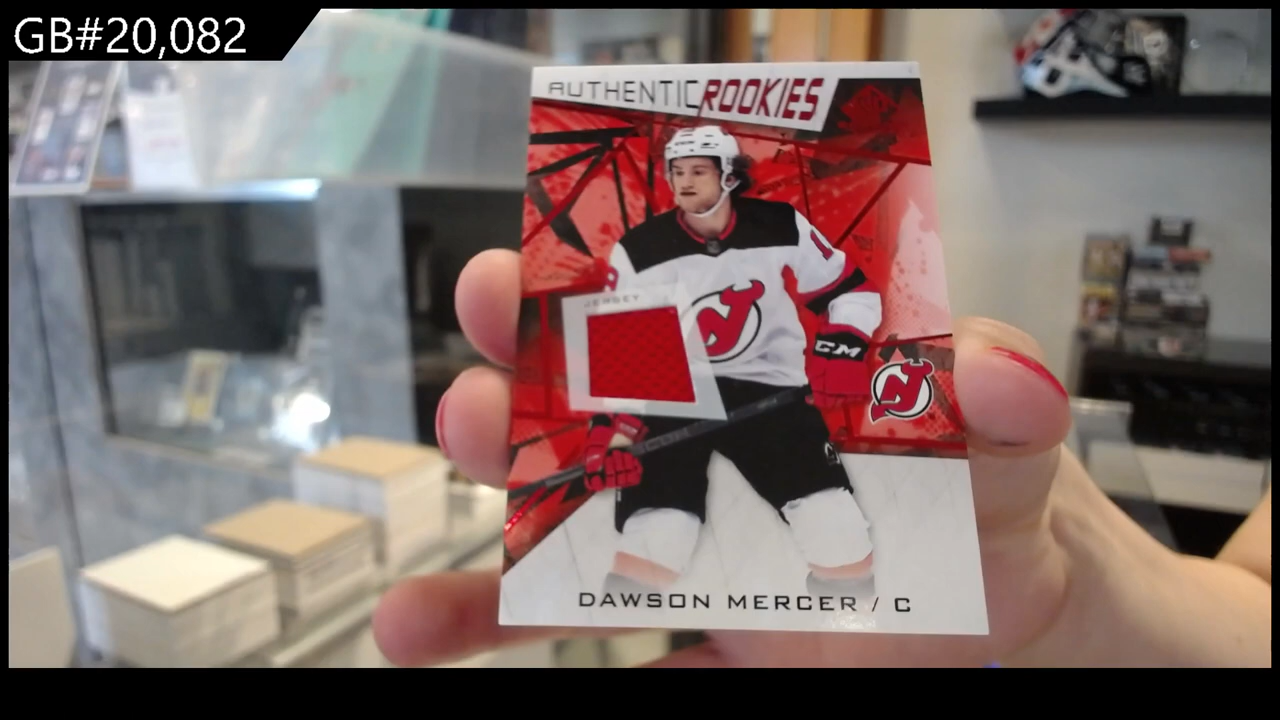 GB#20,082
AUTHENTIC ROOKIES
JERSEY
CCM
DAWSON MERCER / C